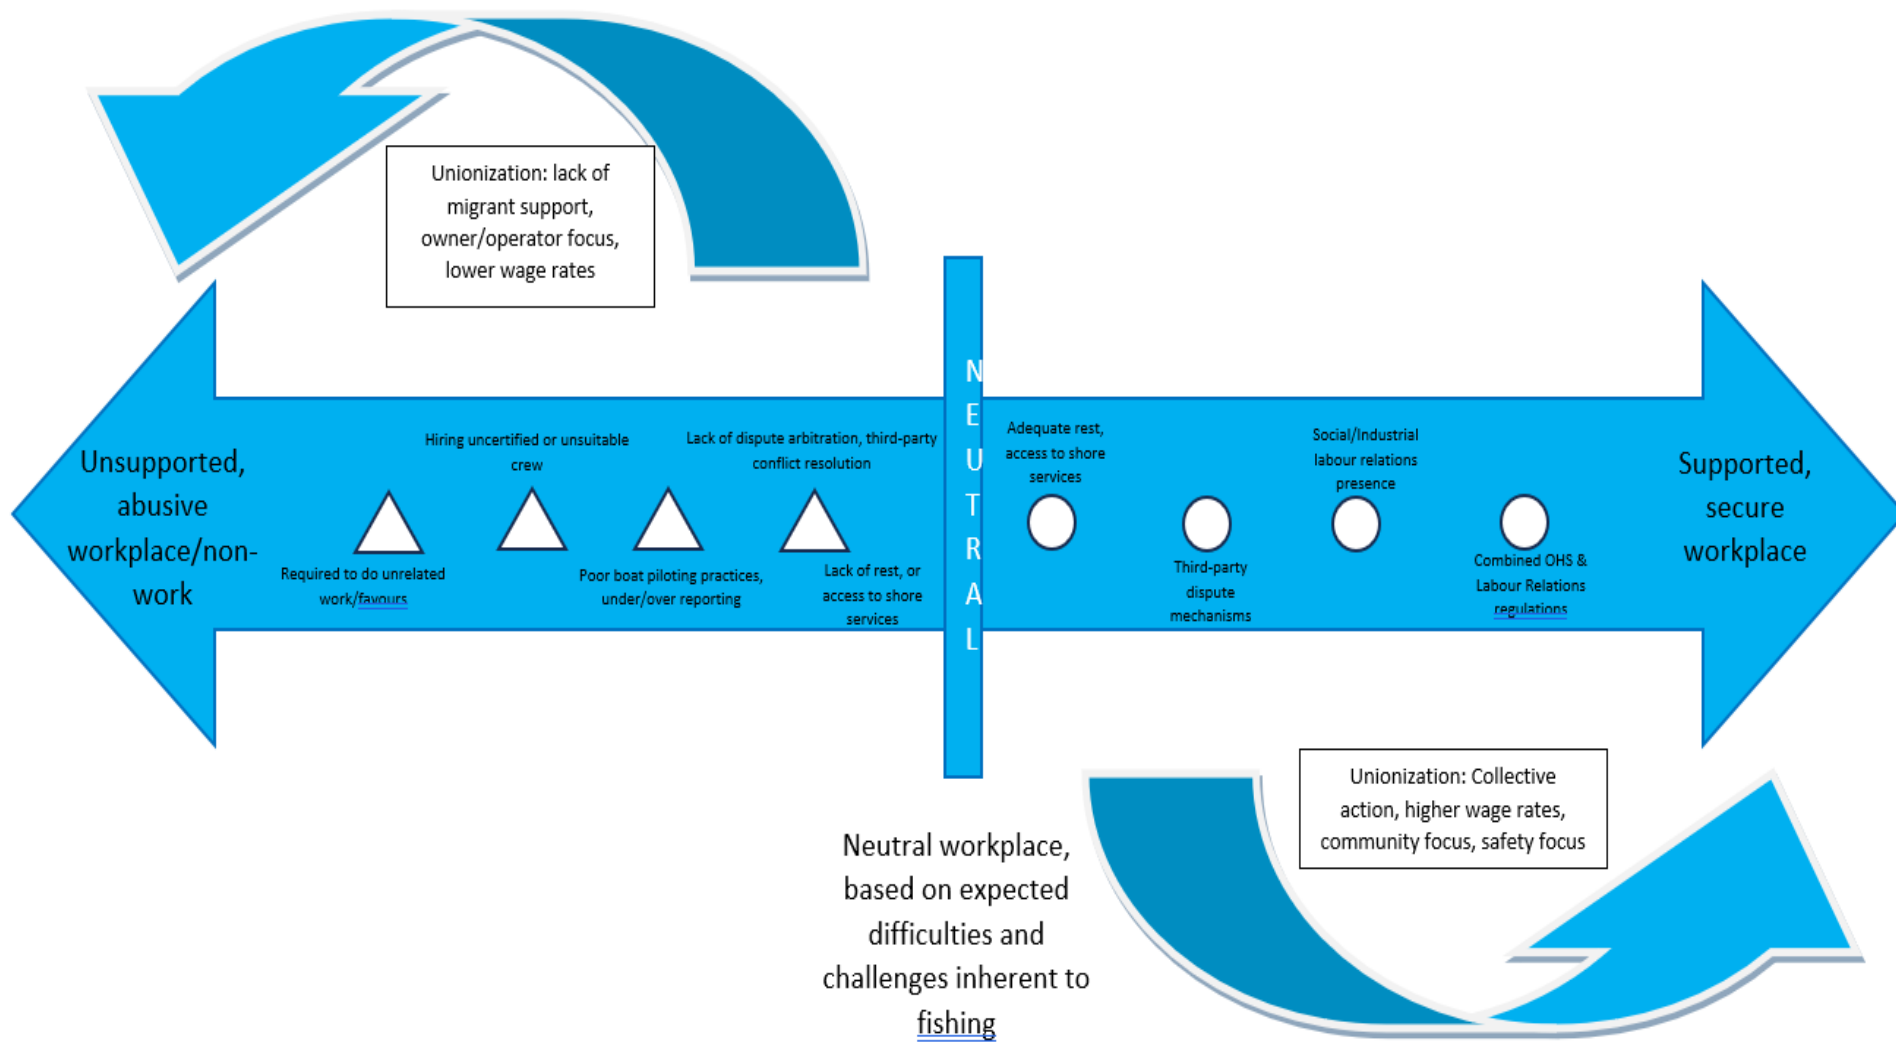 Unionization: lack of
migrant support,
owner/operator focus,
lower wage rates
Unsupported,
abusive
workplace/non-
work
Required to do unrelated
work/favours
Hiring uncertified or unsuitable
crew
Poor boat piloting practices,
under/over reporting
Lack of dispute arbitration, third-party
conflict resolution
Lack of rest, or
access to shore
services
N
E
U
T
R
A
L
Adequate rest,
access to shore
services
Third-party
dispute
mechanisms
Social/Industrial
labour relations
presence
Combined OHS &
Labour Relations
regulations
Supported,
secure
workplace
Neutral workplace,
based on expected
difficulties and
challenges inherent to
fishing
Unionization: Collective
action, higher wage rates,
community focus, safety focus